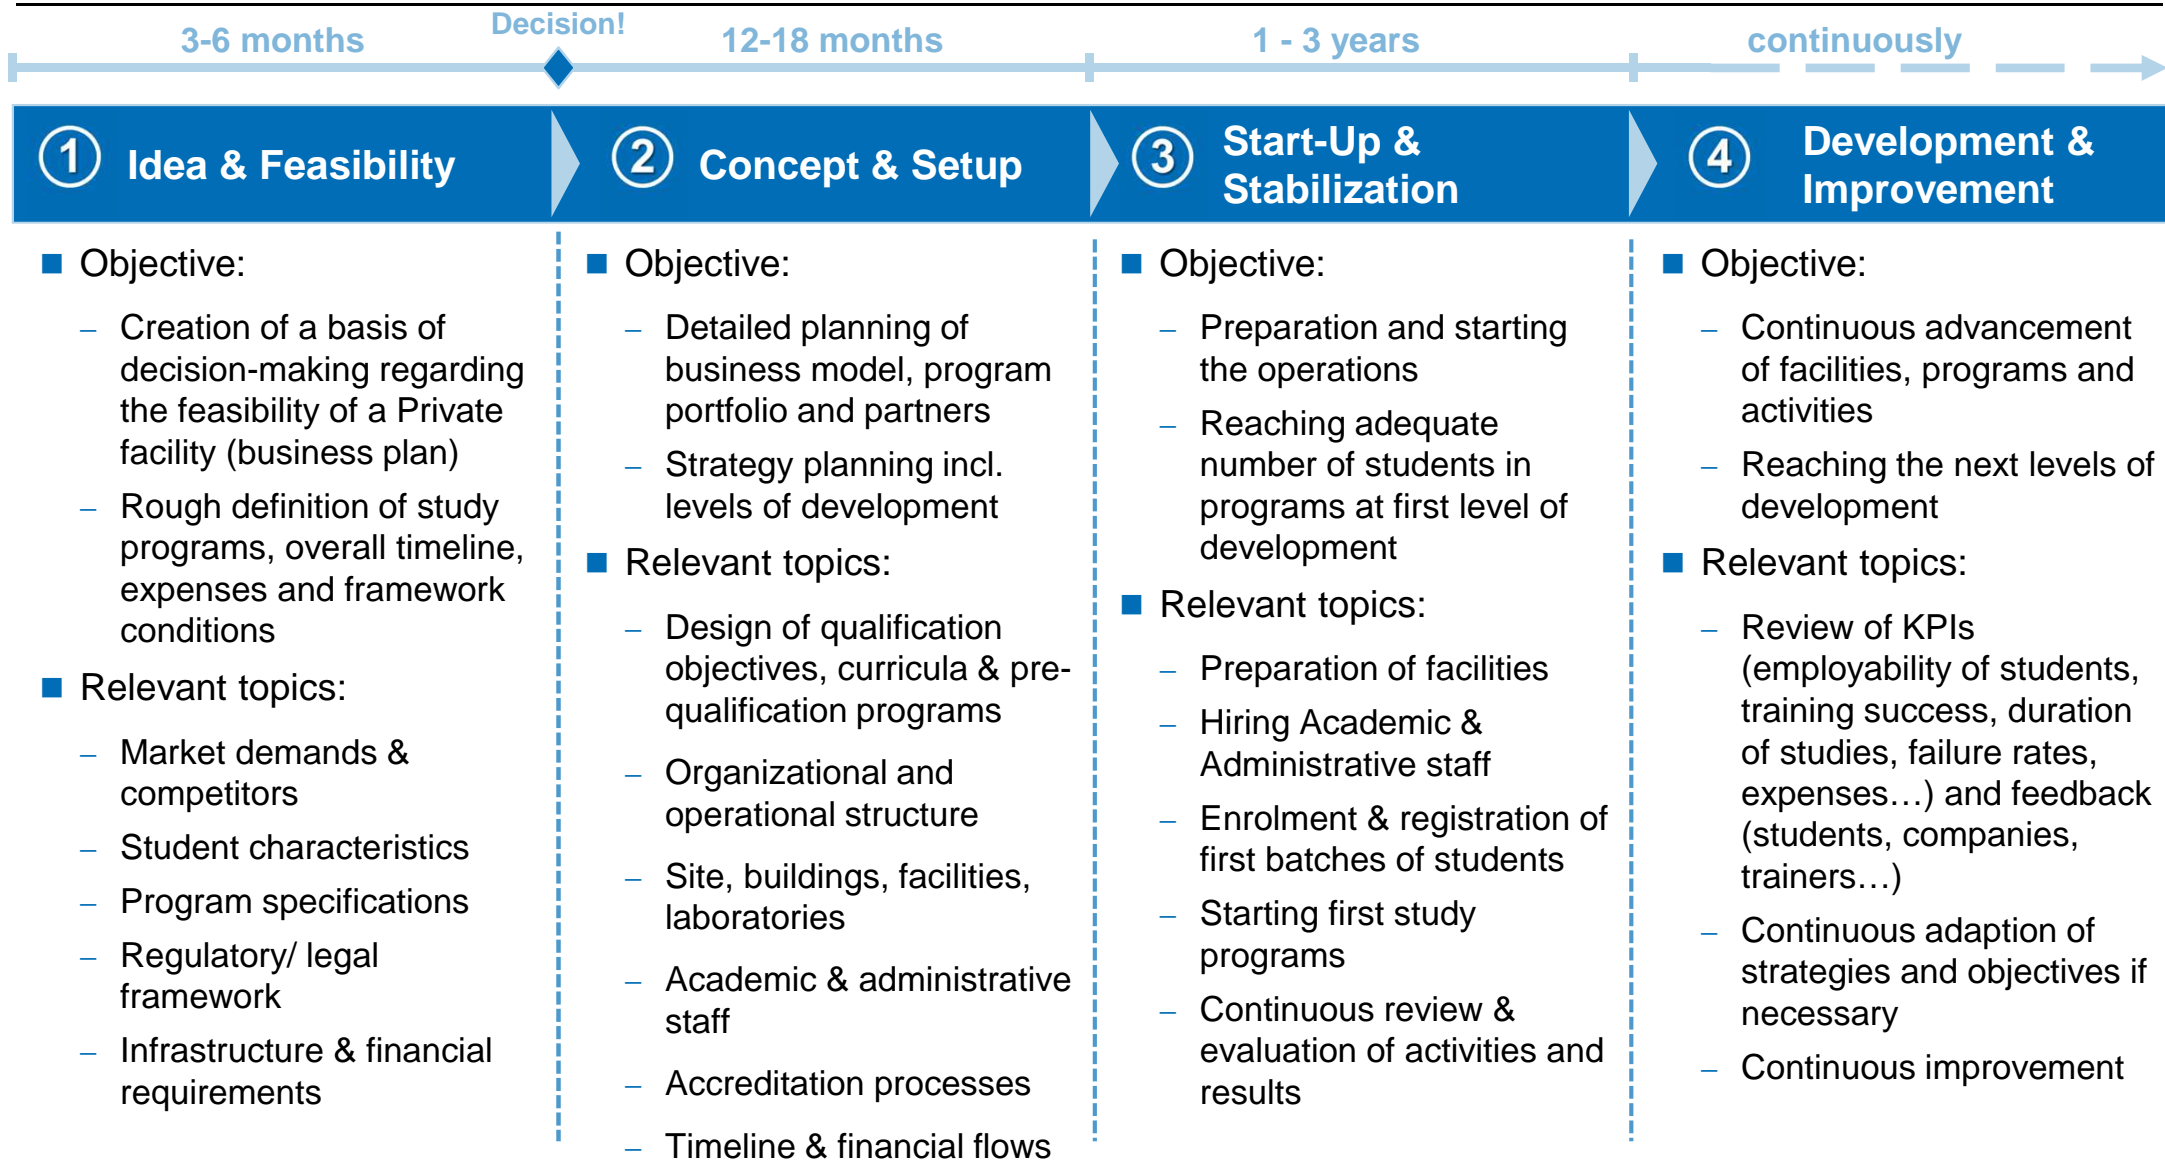 3-6 months
Decision!
12-18 months
1 - 3 years
continuously
1 Idea & Feasibility
2 Concept & Setup
3 Start-Up &
Stabilization
4 Development &
Improvement
Objective:
– Creation of a basis of
decision-making regarding
the feasibility of a Private
facility (business plan)
– Rough definition of study
programs, overall timeline,
expenses and framework
conditions
Relevant topics:
– Market demands &
competitors
– Student characteristics
– Program specifications
– Regulatory/ legal
framework
– Infrastructure & financial
requirements
Objective:
– Detailed planning of
business model, program
portfolio and partners
– Strategy planning incl.
levels of development
Relevant topics:
– Design of qualification
objectives, curricula & pre-
qualification programs
– Organizational and
operational structure
– Site, buildings, facilities,
laboratories
– Academic & administrative
staff
– Accreditation processes
– Timeline & financial flows
Objective:
– Preparation and starting
the operations
– Reaching adequate
number of students in
programs at first level of
development
Relevant topics:
– Preparation of facilities
– Hiring Academic &
Administrative staff
– Enrolment & registration of
first batches of students
– Starting first study
programs
– Continuous review &
evaluation of activities and
results
Objective:
– Continuous advancement
of facilities, programs and
activities
– Reaching the next levels of
development
Relevant topics:
– Review of KPIs
(employability of students,
training success, duration
of studies, failure rates,
expenses…) and feedback
(students, companies,
trainers…)
– Continuous adaption of
strategies and objectives if
necessary
– Continuous improvement